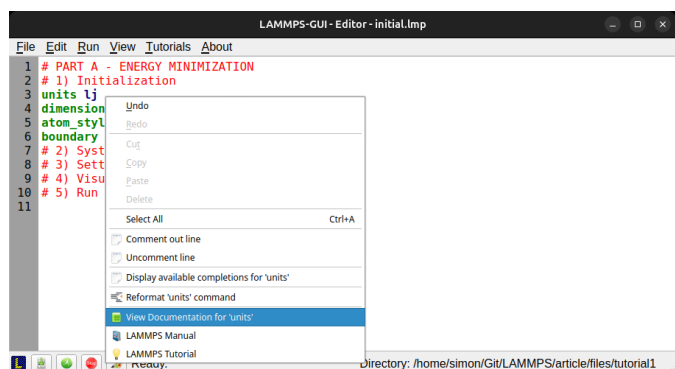 LAMMPS-GUI - Editor - initial.lmp
File Edit Run View Tutorials About
1 # PART A - ENERGY MINIMIZATION
2 # 1) Initialization
3 units lj
4 dimension
5 atom_styl
6 boundary
7 # 2) Syst
8 # 3) Sett
9 # 4) Visu
10 # 5) Run
11
Undo
Redo
Cut
Copy
Paste
Delete
Select All Ctrl+A
Comment out line
Uncomment line
Display available completions for 'units'
Reformat 'units' command
View Documentation for 'units'
LAMMPS Manual
LAMMPS Tutorial
Ready.
Directory: /home/simon/Git/LAMMPS/article/files/tutorial1